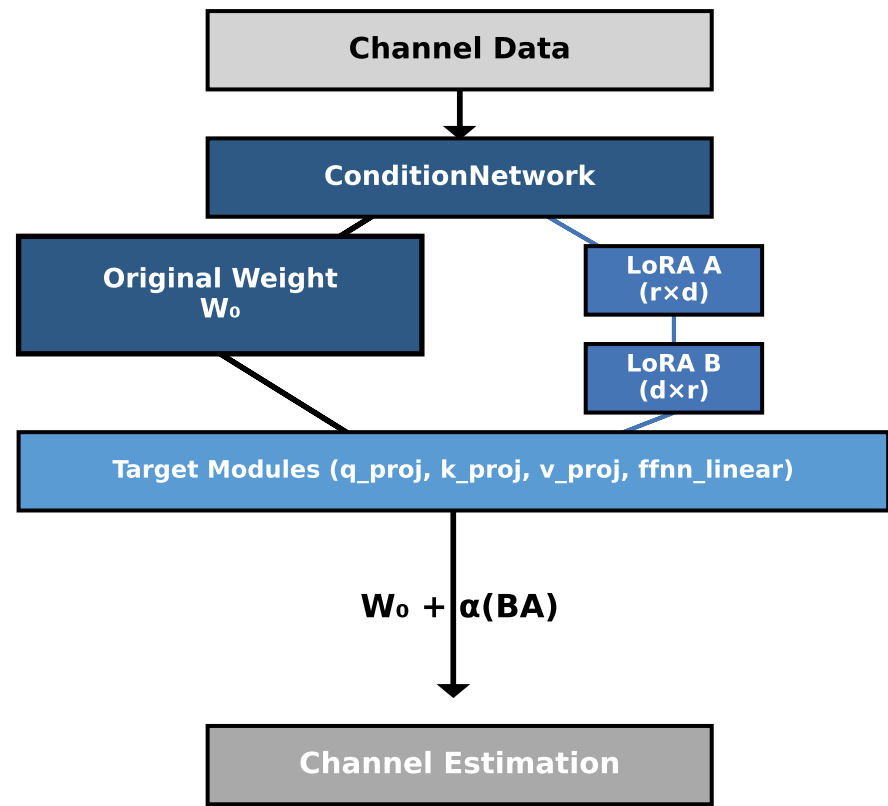 Channel Data
ConditionNetwork
Original Weight
W₀
LoRA A
(r×d)
LoRA B
(d×r)
Target Modules (q_proj, k_proj, v_proj, ffnn_linear)
W₀ + α(BA)
Channel Estimation